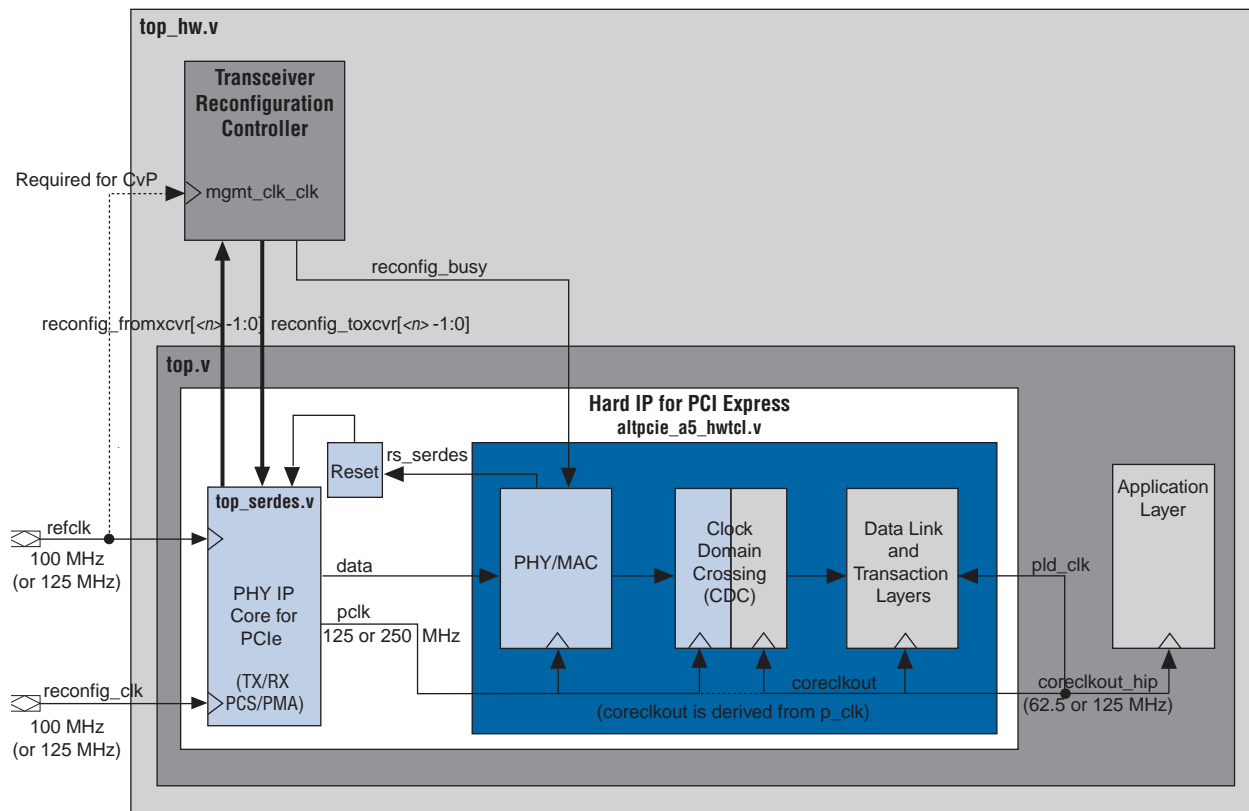 top_hw.v
Transceiver
Reconfiguration
Controller
Required for CvP
mgmt_clk_clk
reconfig_busy
reconfig_fromxcvr[<n> -1:0]
reconfig_toxcvr[<n> -1:0]
top.v
Hard IP for PCI Express
altpcie_a5_hwtcl.v
Reset
rs_serdes
top_serdes.v
refclk
100 MHz
(or 125 MHz)
PHY IP
Core for
PCIe
(TX/RX
PCS/PMA)
data
pclk
125 or 250 MHz
PHY/MAC
Clock
Domain
Crossing
(CDC)
Data Link
and
Transaction
Layers
Application
Layer
pld_clk
reconfig_clk
100 MHz
(or 125 MHz)
coreclkout
(coreclkout is derived from p_clk)
coreclkout_hip
(62.5 or 125 MHz)